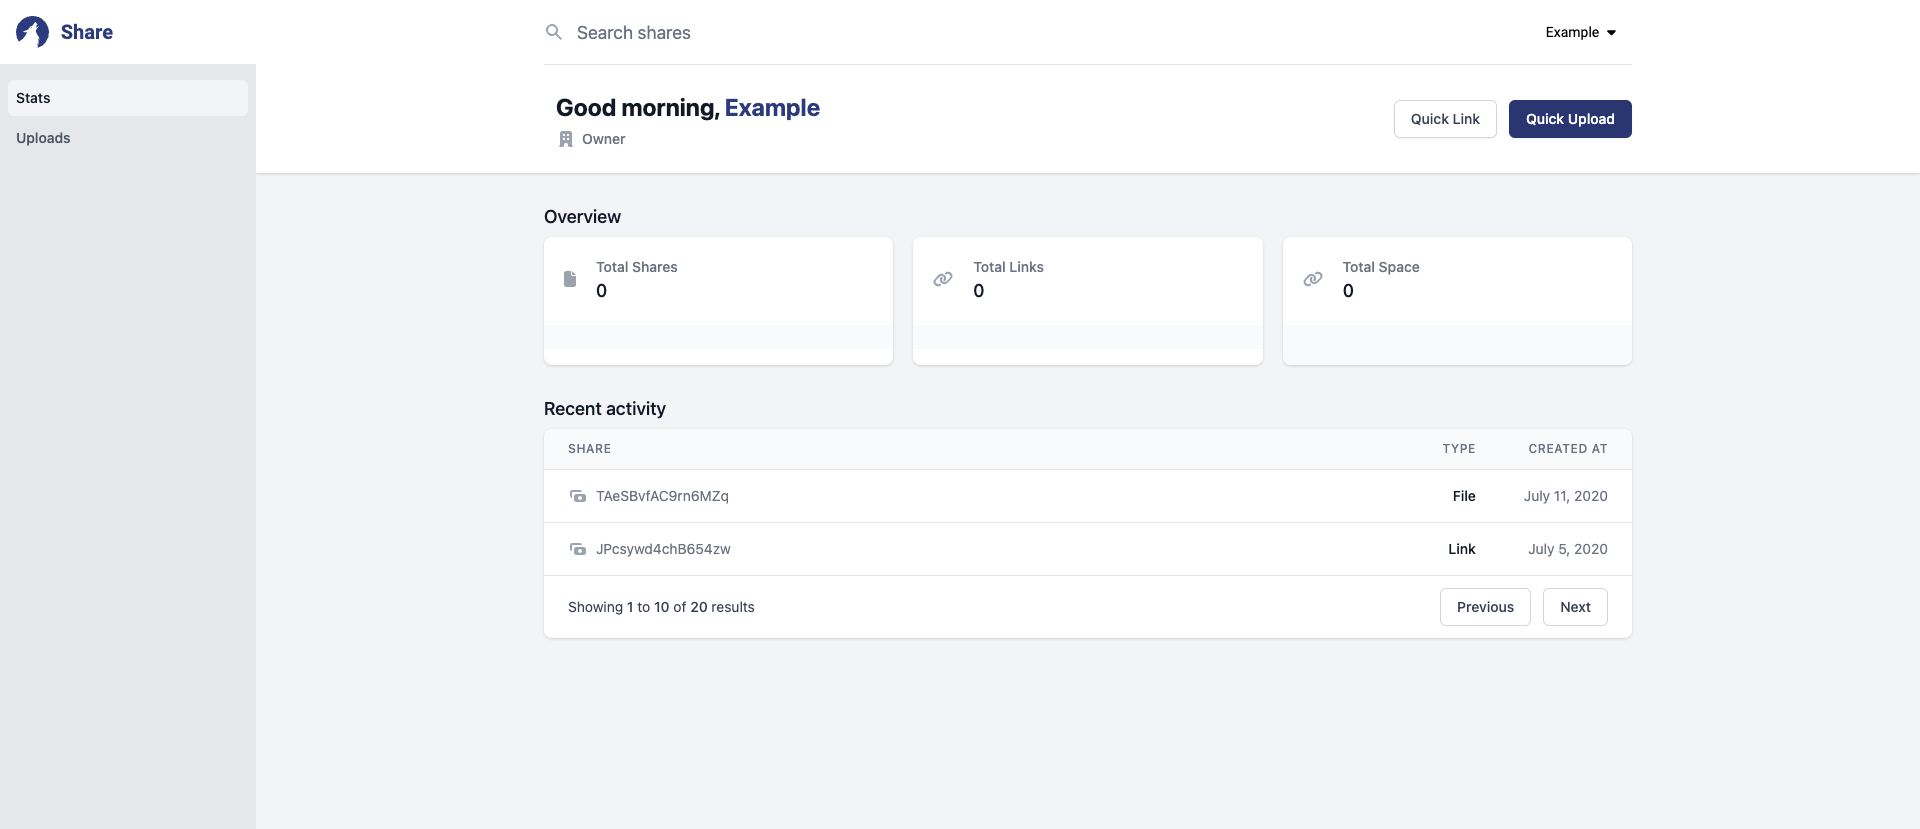 Share
Search shares
Example
Stats
Uploads
Good morning, Example
Owner
Quick Link
Quick Upload
Overview
Total Shares
0
Total Links
0
Total Space
0
Recent activity
SHARE TYPE CREATED AT
TAeSBvfAC9rn6MZq File July 11, 2020
JPcsywd4chB654zw Link July 5, 2020
Showing 1 to 10 of 20 results
Previous
Next